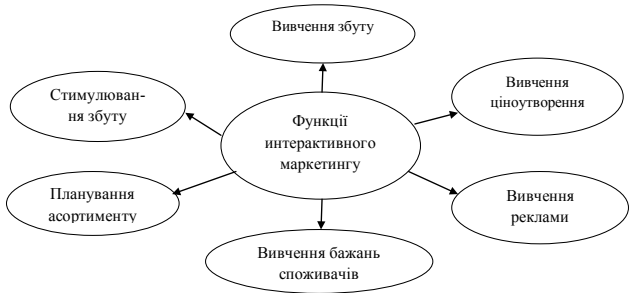 Вивчення збуту
Стимулюван-
ня збуту
Функції
интерактивного
маркетингу
Вивчення
ціноутворення
Планування
асортименту
Вивчення
реклами
Вивчення бажань
споживачів